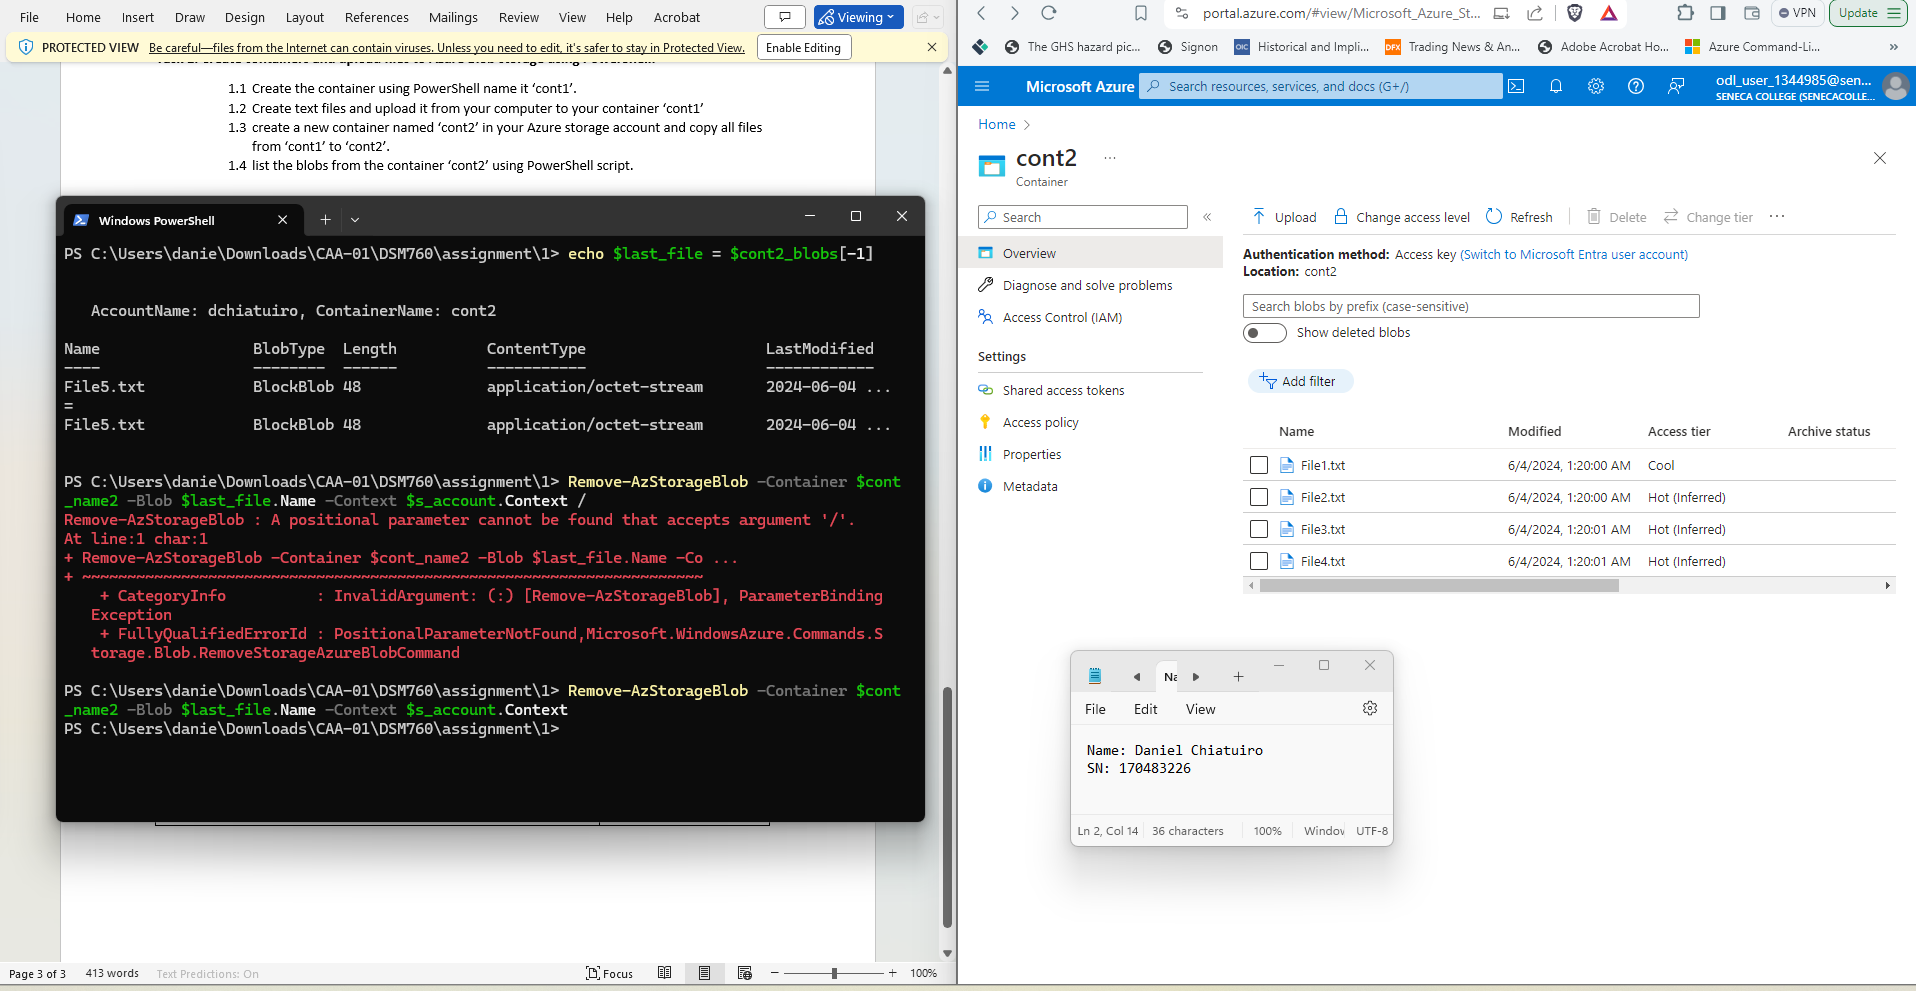 File Home Insert Draw Design Layout References Mailings Review View Help Acrobat Viewing
PROTECTED VIEW Be careful—files from the Internet can contain viruses. Unless you need to edit, it's safer to stay in Protected View. Enable Editing
1.1 Create the container using PowerShell name it ‘cont1’.
1.2 Create text files and upload it from your computer to your container ‘cont1’
1.3 create a new container named ‘cont2’ in your Azure storage account and copy all files
from ‘cont1’ to ‘cont2’.
1.4 list the blobs from the container ‘cont2’ using PowerShell script.
Windows PowerShell
PS C:\Users\danie\Downloads\CAA-01\DSM760\assignment\1> echo $last_file = $cont2_blobs[-1]
AccountName: dchiatuiro, ContainerName: cont2
Name BlobType Length ContentType LastModified
---- -------- ------ ----------- ------------
File5.txt BlockBlob 48 application/octet-stream 2024-06-04 ...
=
File5.txt BlockBlob 48 application/octet-stream 2024-06-04 ...
PS C:\Users\danie\Downloads\CAA-01\DSM760\assignment\1> Remove-AzStorageBlob -Container $cont
_name2 -Blob $last_file.Name -Context $s_account.Context /
Remove-AzStorageBlob : A positional parameter cannot be found that accepts argument '/'.
At line:1 char:1
+ Remove-AzStorageBlob -Container $cont_name2 -Blob $last_file.Name -Co ...
+ ~~~~~~~~~~~~~~~~~~~~~~~~~~~~~~~~~~~~~~~~~~~~~~~~~~~~~~~~~~~~~~~~~~~~~
+ CategoryInfo : InvalidArgument: (:) [Remove-AzStorageBlob], ParameterBinding
Exception
+ FullyQualifiedErrorId : PositionalParameterNotFound,Microsoft.WindowsAzure.Commands.S
torage.Blob.RemoveStorageAzureBlobCommand
PS C:\Users\danie\Downloads\CAA-01\DSM760\assignment\1> Remove-AzStorageBlob -Container $cont
_name2 -Blob $last_file.Name -Context $s_account.Context
PS C:\Users\danie\Downloads\CAA-01\DSM760\assignment\1>
Page 3 of 3 413 words Text Predictions: On Focus 100%
portal.azure.com/#view/Microsoft_Azure_St... VPN Update
The GHS hazard pic... Signon Historical and Impli... DFX Trading News & An... Adobe Acrobat Ho... Azure Command-Li... »
Microsoft Azure Search resources, services, and docs (G+/) odl_user_1344985@sen...
SENECA COLLEGE (SENECACOLLE...
Home >
cont2 ...
Container
Search «
Overview
Diagnose and solve problems
Access Control (IAM)
Settings
Shared access tokens
Access policy
Properties
Metadata
Upload Change access level Refresh Delete Change tier ...
Authentication method: Access key (Switch to Microsoft Entra user account)
Location: cont2
Search blobs by prefix (case-sensitive)
Show deleted blobs
Add filter
Name Modified Access tier Archive status
File1.txt 6/4/2024, 1:20:00 AM Cool
File2.txt 6/4/2024, 1:20:00 AM Hot (Inferred)
File3.txt 6/4/2024, 1:20:01 AM Hot (Inferred)
File4.txt 6/4/2024, 1:20:01 AM Hot (Inferred)
Na
File Edit View
Name: Daniel Chiatuiro
SN: 170483226
Ln 2, Col 14 36 characters 100% Window UTF-8